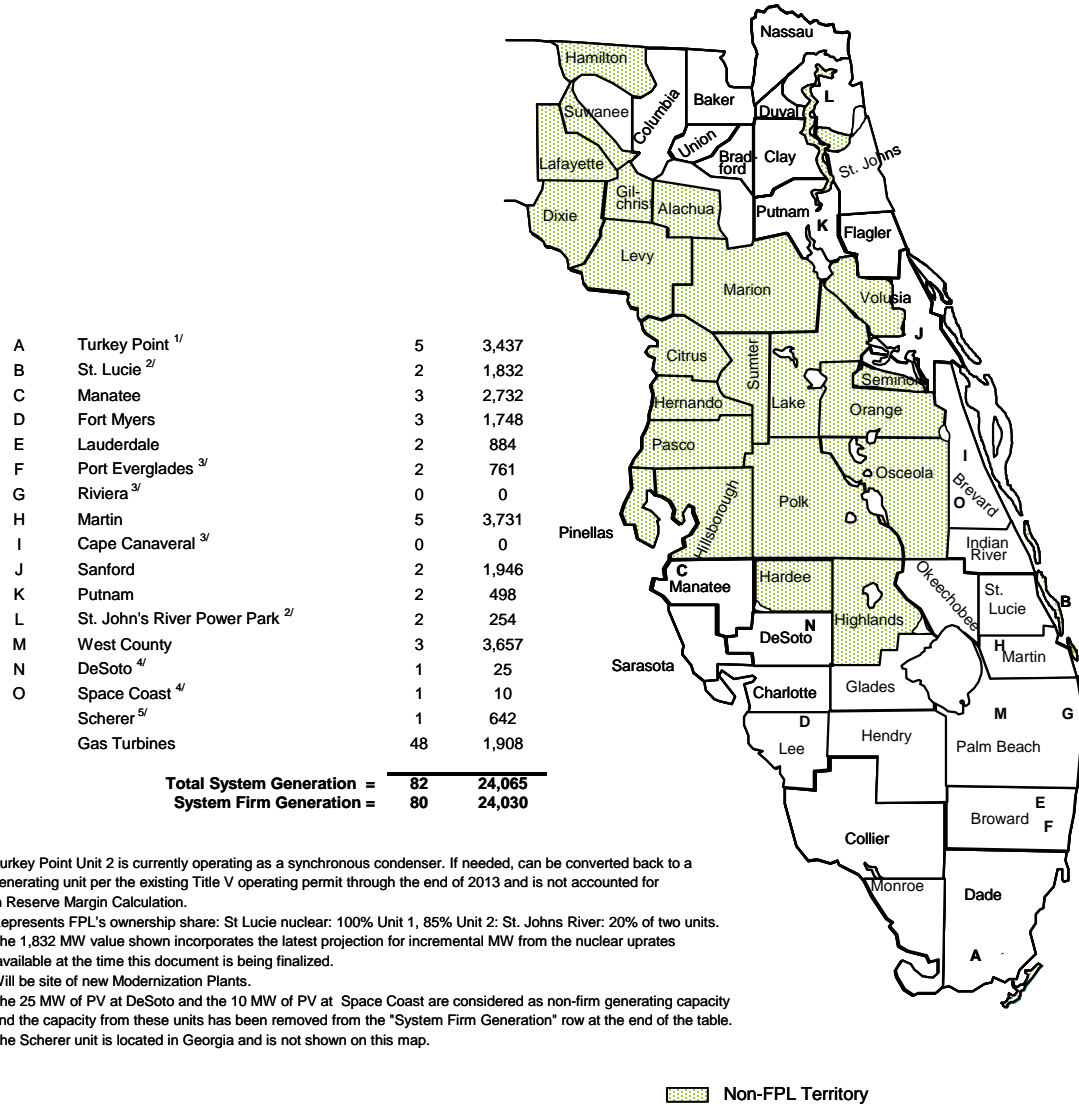 A Turkey Point 1/ 5 3,437
B St. Lucie 2/ 2 1,832
C Manatee 3 2,732
D Fort Myers 3 1,748
E Lauderdale 2 884
F Port Everglades 3/ 2 761
G Riviera 3/ 0 0
H Martin 5 3,731
I Cape Canaveral 3/ 0 0
J Sanford 2 1,946
K Putnam 2 498
L St. John's River Power Park 2/ 2 254
M West County 3 3,657
N DeSoto 4/ 1 25
O Space Coast 4/ 1 10
Scherer 5/ 1 642
Gas Turbines 48 1,908
Total System Generation = 82 24,065
System Firm Generation = 80 24,030
urkey Point Unit 2 is currently operating as a synchronous condenser. If needed, can be converted back to a
enerating unit per the existing Title V operating permit through the end of 2013 and is not accounted for
Reserve Margin Calculation.
epresents FPL's ownership share: St Lucie nuclear: 100% Unit 1, 85% Unit 2: St. Johns River: 20% of two units.
he 1,832 MW value shown incorporates the latest projection for incremental MW from the nuclear uprates
available at the time this document is being finalized.
Will be site of new Modernization Plants.
he 25 MW of PV at DeSoto and the 10 MW of PV at Space Coast are considered as non-firm generating capacity
nd the capacity from these units has been removed from the "System Firm Generation" row at the end of the table.
he Scherer unit is located in Georgia and is not shown on this map.
Nassau
Hamilton
Baker
L
Duval
Suwanee
Columbia
Union
Brad-
ford
Clay
St. Johns
Lafayette
Gil-
christ
Alachua
Dixie
Putnam
K
Flagler
Levy
Marion
Volusia
J
Citrus
Sumter
Seminole
Hernando
Lake
Orange
Pasco
I
Osceola
Brevard
O
Polk
Hillsborough
Pinellas
Indian
River
C
Manatee
Hardee
Okeechobee
St.
Lucie
B
Highlands
N
DeSoto
H
Martin
Sarasota
Charlotte
Glades
M
G
D
Lee
Hendry
Palm Beach
E
Broward
F
Collier
Monroe
Dade
A
Non-FPL Territory